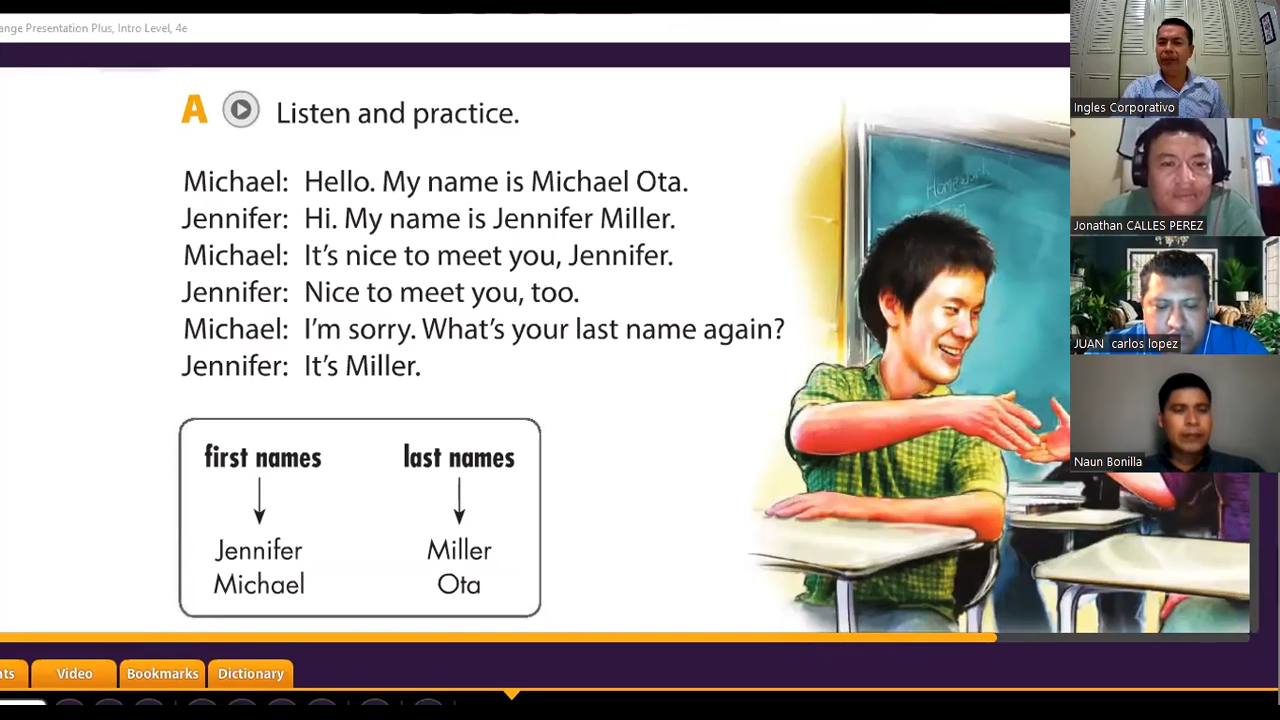 ange Presentation Plus, Intro Level, 4e
A Listen and practice.
Michael: Hello. My name is Michael Ota.
Jennifer: Hi. My name is Jennifer Miller.
Michael: It's nice to meet you, Jennifer.
Jennifer: Nice to meet you, too.
Michael: I'm sorry. What's your last name again?
Jennifer: It's Miller.
first names last names
Jennifer Miller
Michael Ota
Homework
Ingles Corporativo
Jonathan CALLES PEREZ
JUAN carlos lopez
Naun Bonilla
nts Video Bookmarks Dictionary